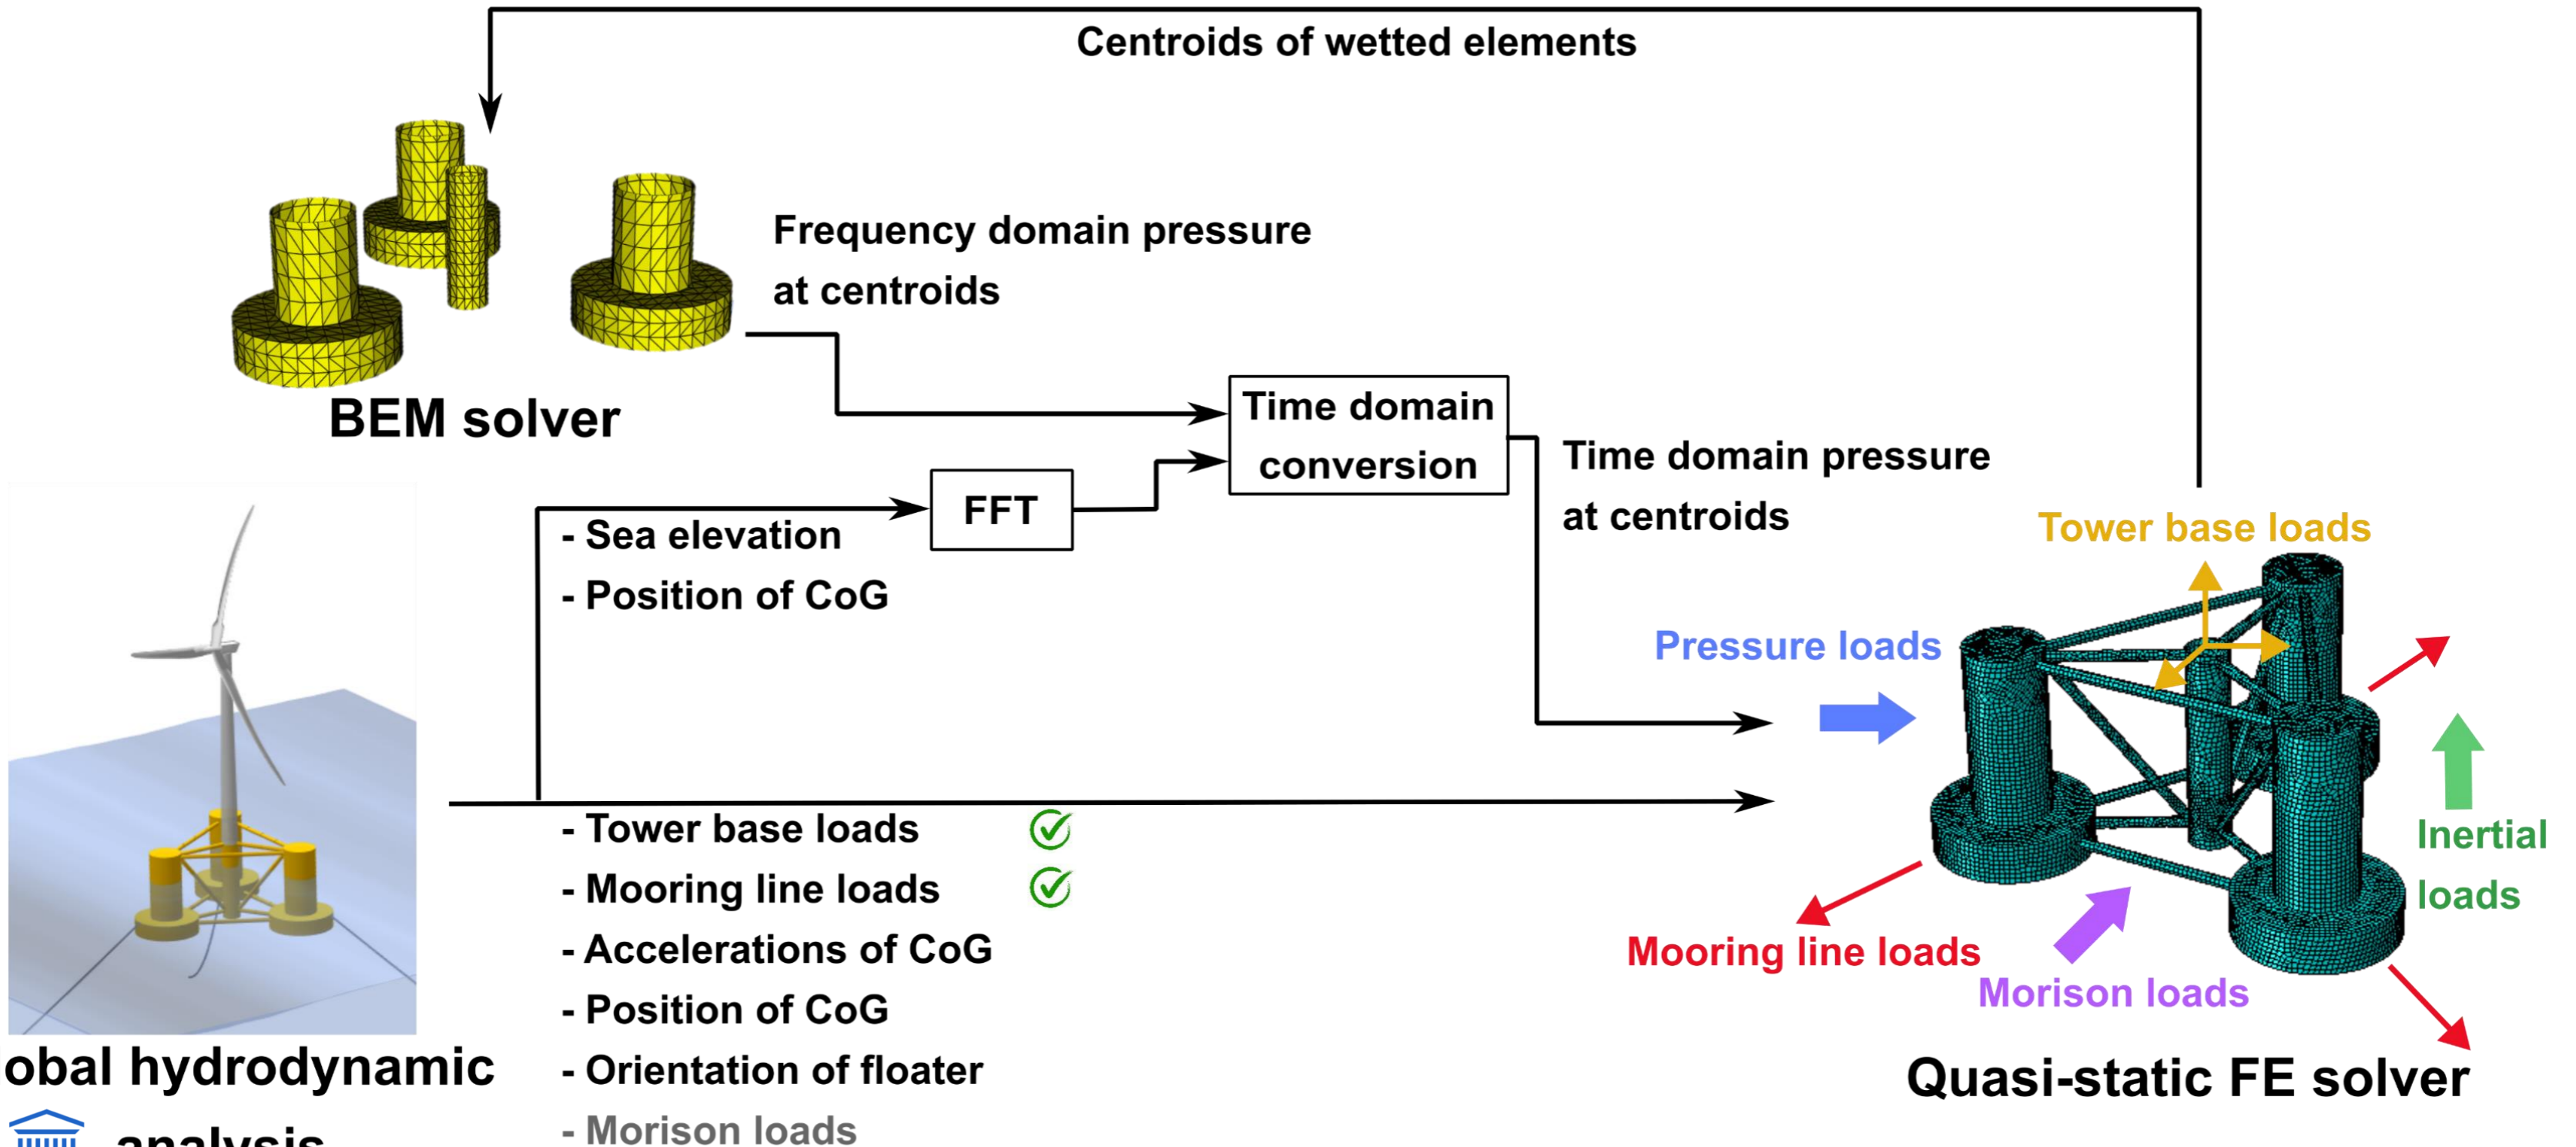 Centroids of wetted elements
Frequency domain pressure
at centroids
BEM solver
Time domain
conversion
FFT
- Sea elevation
- Position of CoG
Time domain pressure
at centroids
Tower base loads
Pressure loads
Inertial
loads
Mooring line loads
Morison loads
Quasi-static FE solver
- Tower base loads
- Mooring line loads
- Accelerations of CoG
- Position of CoG
- Orientation of floater
- Morison loads
obal hydrodynamic
analysis